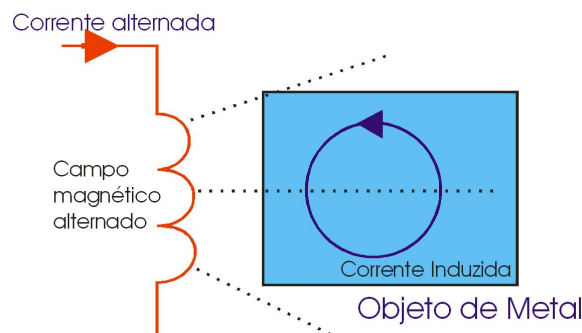 Corrente alternada
Campo
magnético
alternado
Corrente Induzida
Objeto de Metal